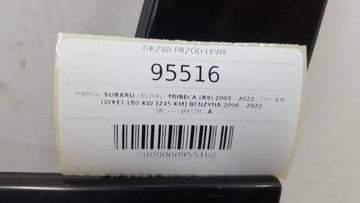 DRZWI PRZÓD LEWE
95516
MARKA: SUBARU MODEL: TRIBECA (B9) 2005 - 2022 TYP: 3.0
(WXE) 180 KW [245 KM] BENZYNA 2006 - 2022
SN: --- JAKOŚĆ: A
2000000955162